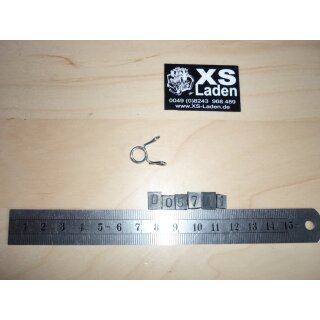 XS
Laden
0049 (0)8243 968 489
www.XS-Laden.de
D057A1
1 2 3 4 5 6 7 8 9 10 11 12 13 14 15